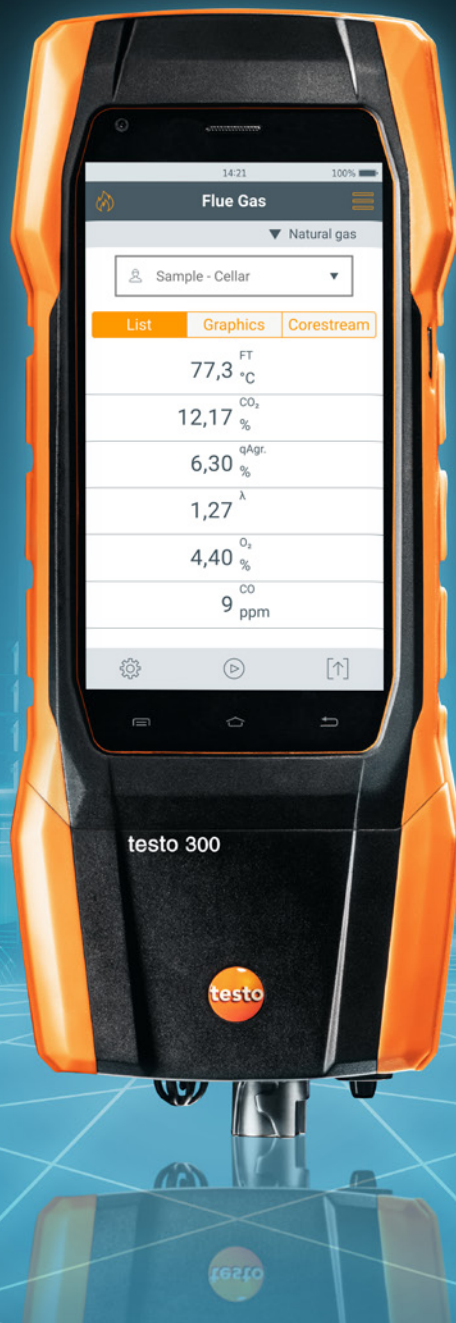 14:21 100%
Flue Gas
Natural gas
Sample - Cellar
List Graphics Corestream
77,3 FT °C
12,17 CO₂ %
6,30 qAgr. %
1,27 λ
4,40 O₂ %
9 CO ppm
testo 300
testo
testo